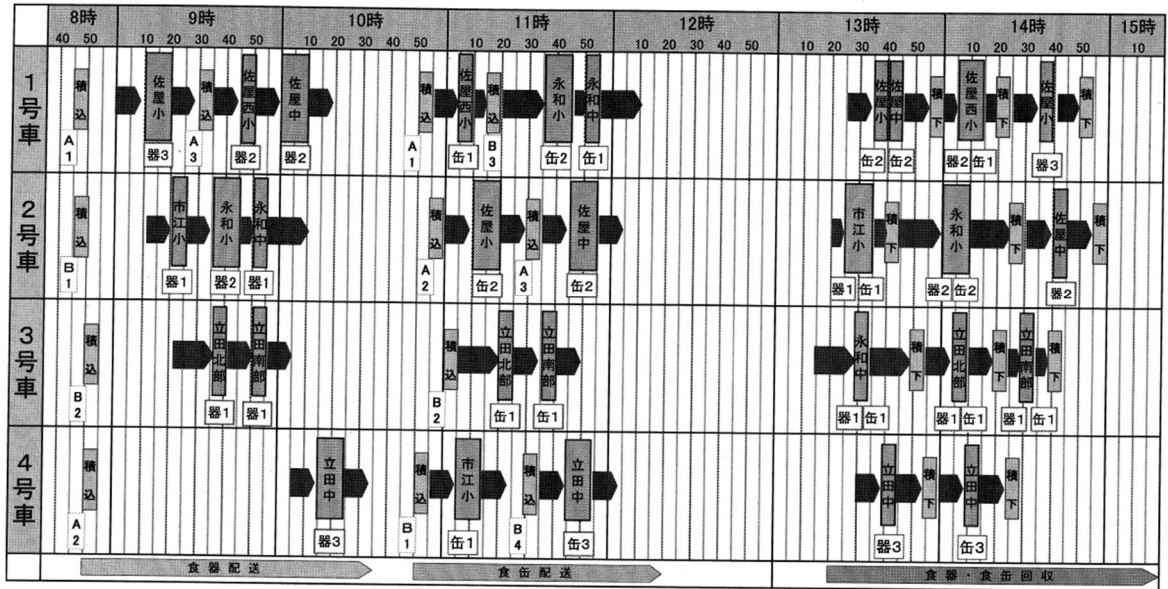 8時 9時 10時 11時 12時 13時 14時 15時
40 50 10 20 30 40 50 10 10 20 30 40 50 10 20 30 40 50 10 20 30 40 50 10
1号車
積込 佐屋小 積込 佐屋西小 佐屋中 積込 佐屋西小 積込 永和小 永和中 佐屋小 佐屋中 積下 佐屋西小 積下 佐屋小 積下
A1 器3 A3 器2 器2 A1 缶1 B3 缶2 缶1 缶2 缶2 器2 缶1 器3
2号車
積込 市江小 永和小 永和中 積込 佐屋小 積込 佐屋中 市江小 積下 永和小 積下 佐屋中 積下
B1 器1 器2 器1 A2 缶2 A3 缶2 器1 缶1 器2 缶2 器2
3号車
積込 立田北部 立田南部 積込 立田北部 立田南部 永和中 積下 立田北部 積下 立田南部 積下
B2 器1 器1 B2 缶1 缶1 器1 缶1 器1 缶1 器1 缶1
4号車
積込 立田中 積込 市江小 積込 立田中 立田中 積下 立田中 積下
A2 器3 B1 缶1 B4 缶3 器3 缶3
食器配送 食缶配送 食器・食缶回収